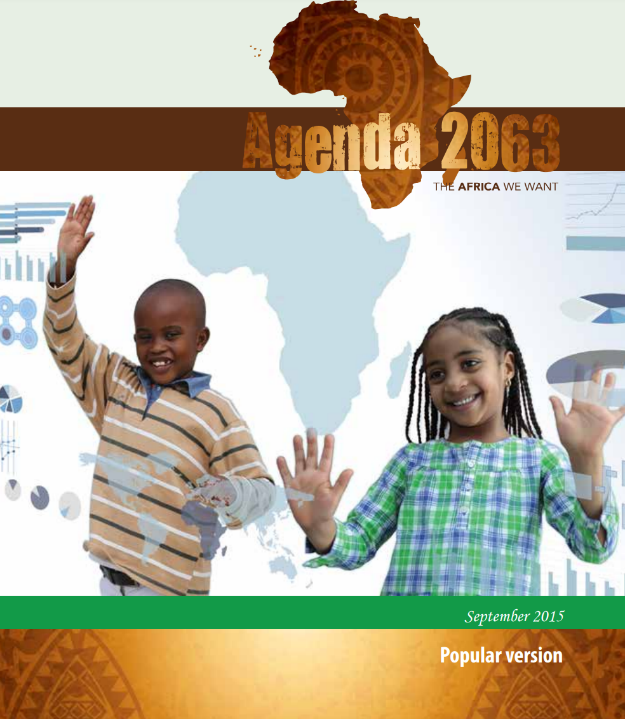 Agenda 2063
THE AFRICA WE WANT
September 2015
Popular version